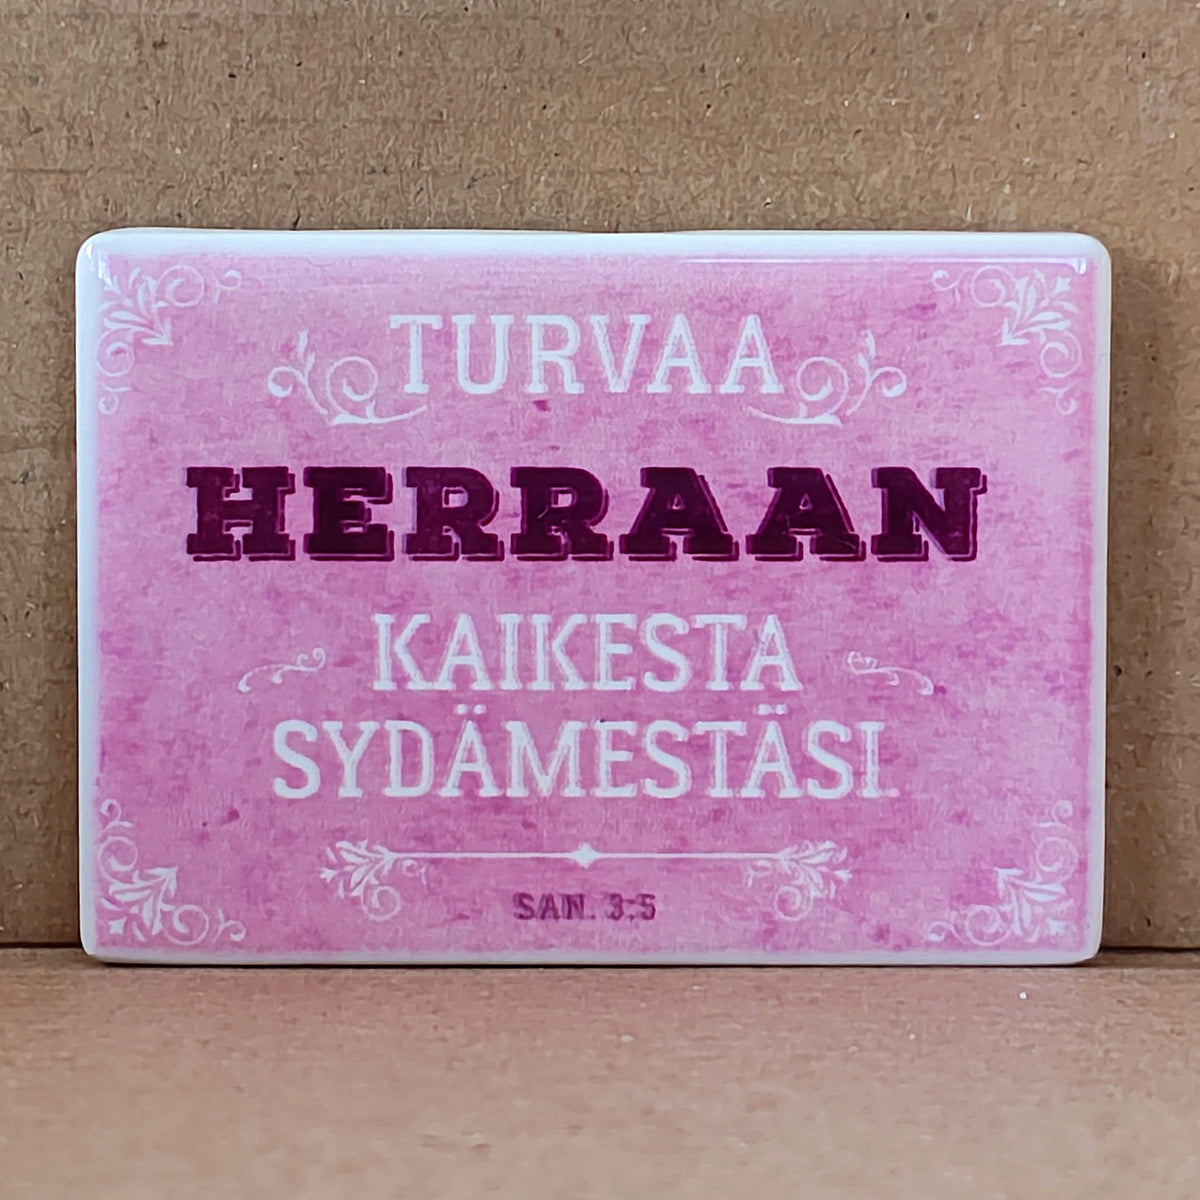 TURVAA
HERRAAN
KAIKESTA
SYDÄMESTÄSI
SAN. 3:5